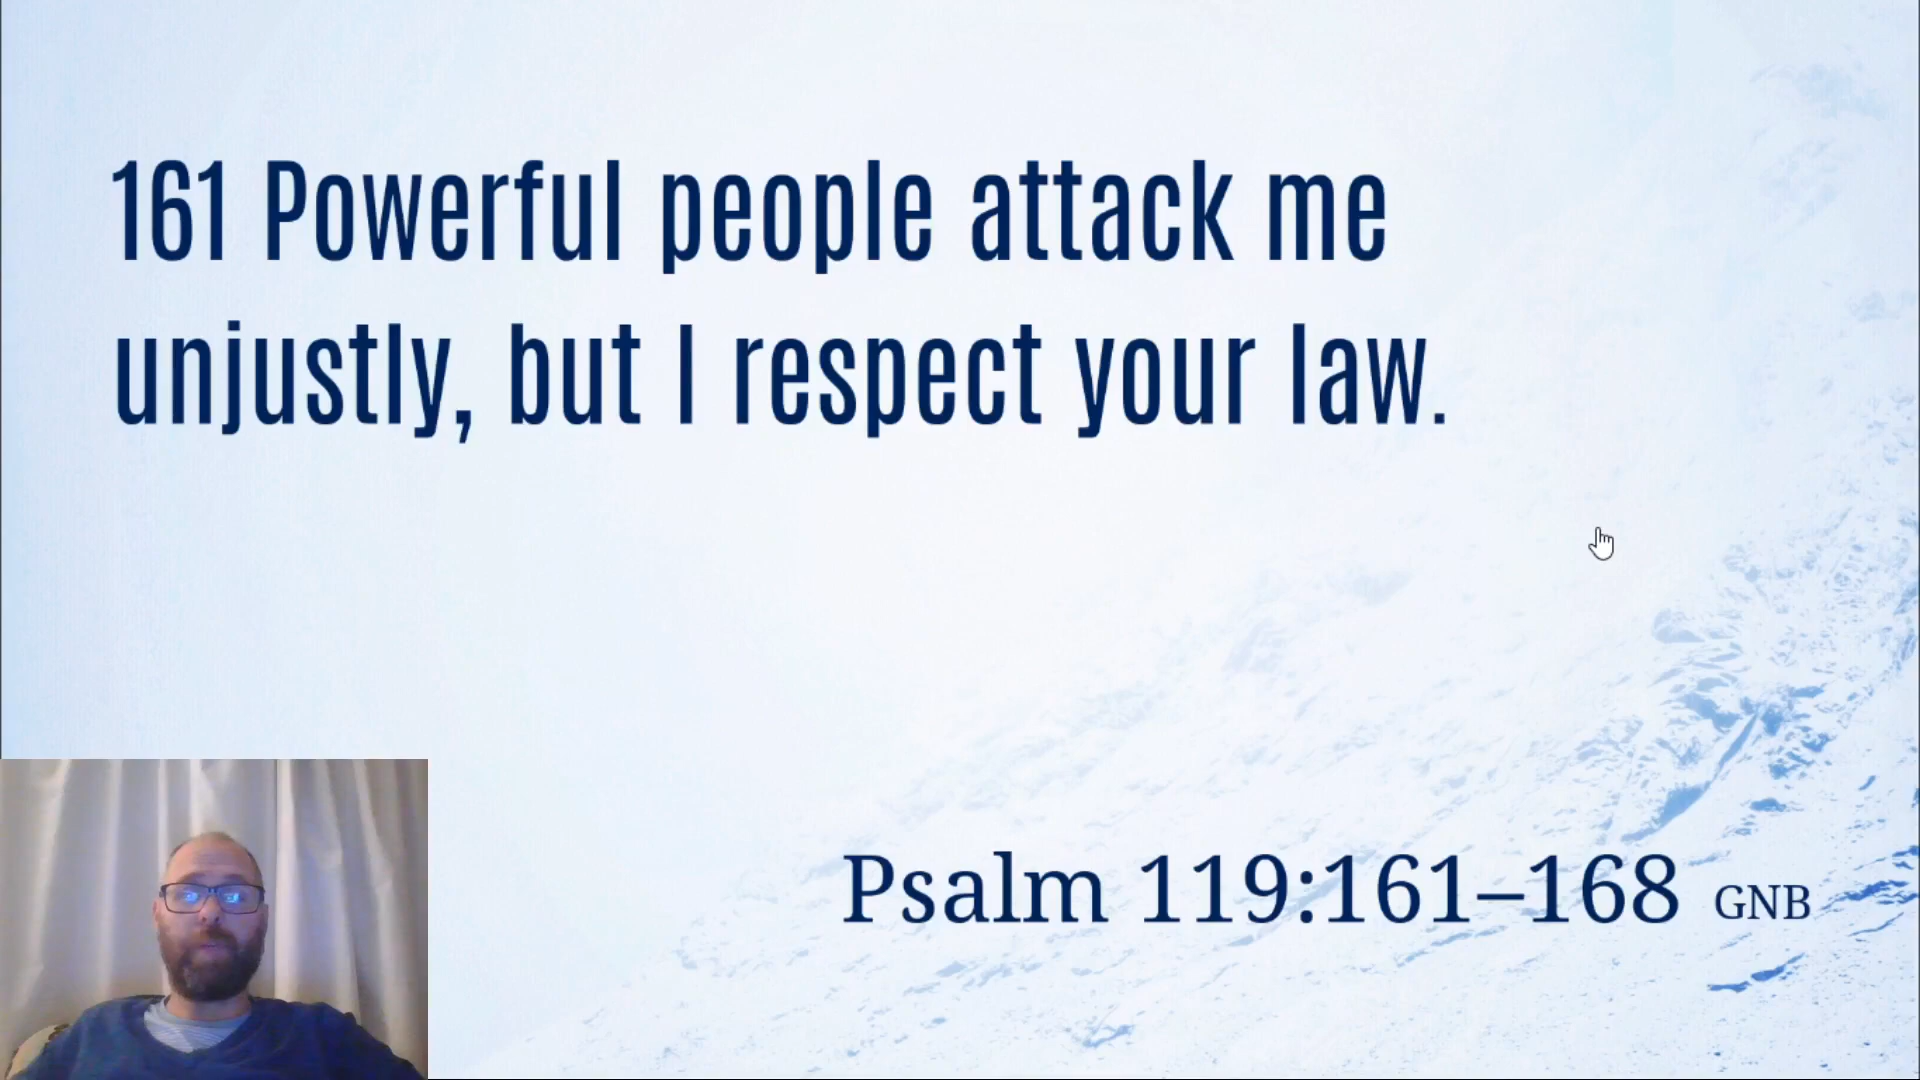 161 Powerful people attack me
unjustly, but I respect your law.
Psalm 119:161–168 GNB